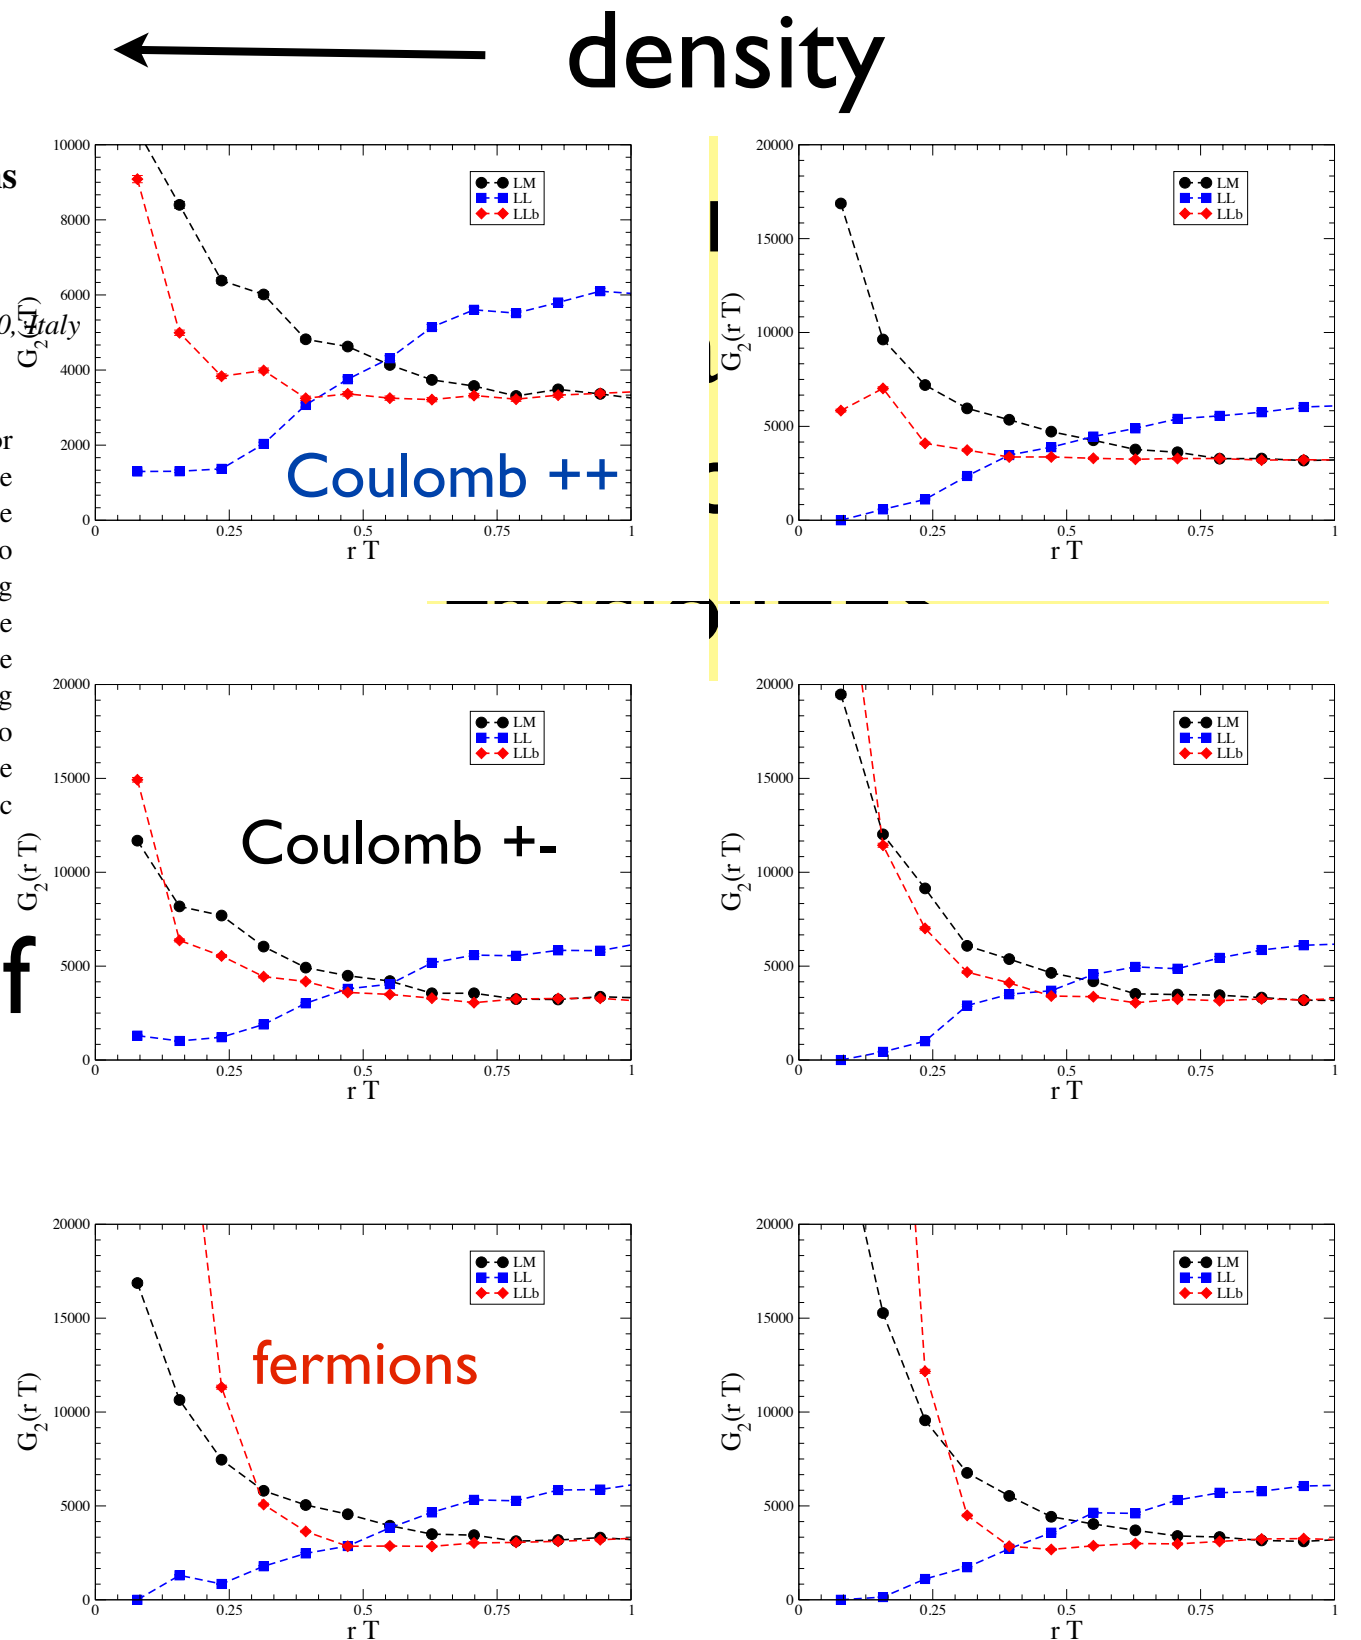 density
ns
0, Italy
or
e
e
o
g
e
e
g
o
e
c
f
10000
8000
6000
4000
2000
0
G2(rT)
LM
LL
LLb
Coulomb ++
0 0.25 0.5 0.75 1
r T
20000
15000
10000
5000
0
G2(r T)
LM
LL
LLb
0 0.25 0.5 0.75 1
r T
20000
15000
10000
5000
0
G2(r T)
LM
LL
LLb
Coulomb +-
0 0.25 0.5 0.75 1
r T
20000
15000
10000
5000
0
G2(r T)
LM
LL
LLb
0 0.25 0.5 0.75 1
r T
20000
15000
10000
5000
0
G2(r T)
LM
LL
LLb
fermions
0 0.25 0.5 0.75 1
r T
20000
15000
10000
5000
0
G2(r T)
LM
LL
LLb
0 0.25 0.5 0.75 1
r T